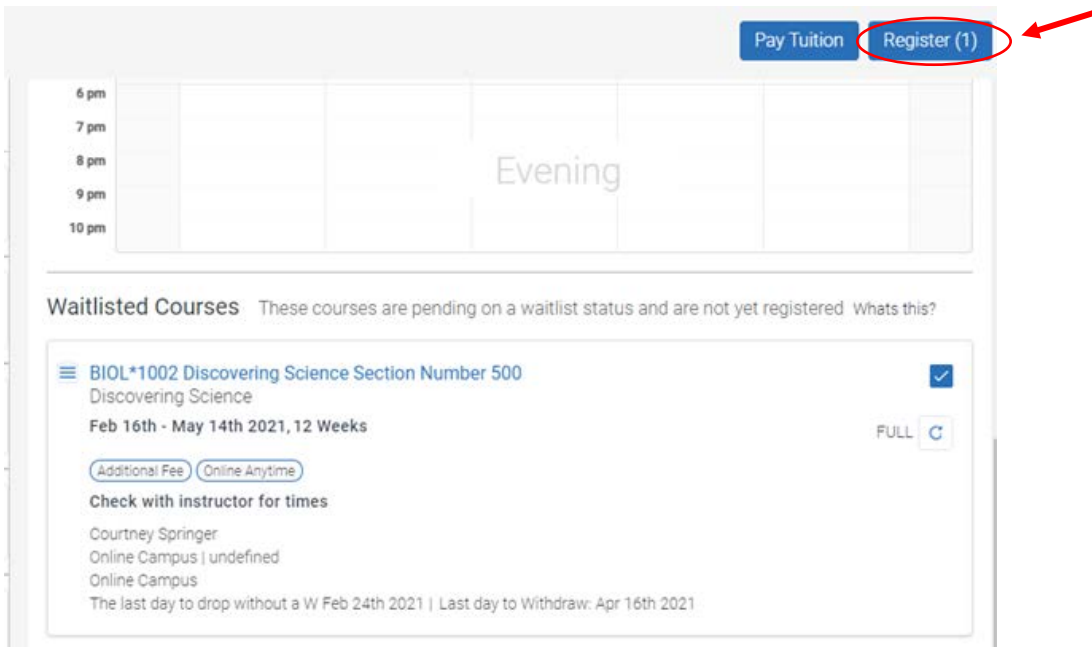 Pay Tuition Register (1)
6 pm
7 pm
8 pm
Evening
9 pm
10 pm
Waitlisted Courses These courses are pending on a waitlist status and are not yet registered Whats this?
BIOL*1002 Discovering Science Section Number 500
Discovering Science
Feb 16th - May 14th 2021, 12 Weeks
FULL
Additional Fee Online Anytime
Check with instructor for times
Courtney Springer
Online Campus | undefined
Online Campus
The last day to drop without a W Feb 24th 2021 | Last day to Withdraw: Apr 16th 2021